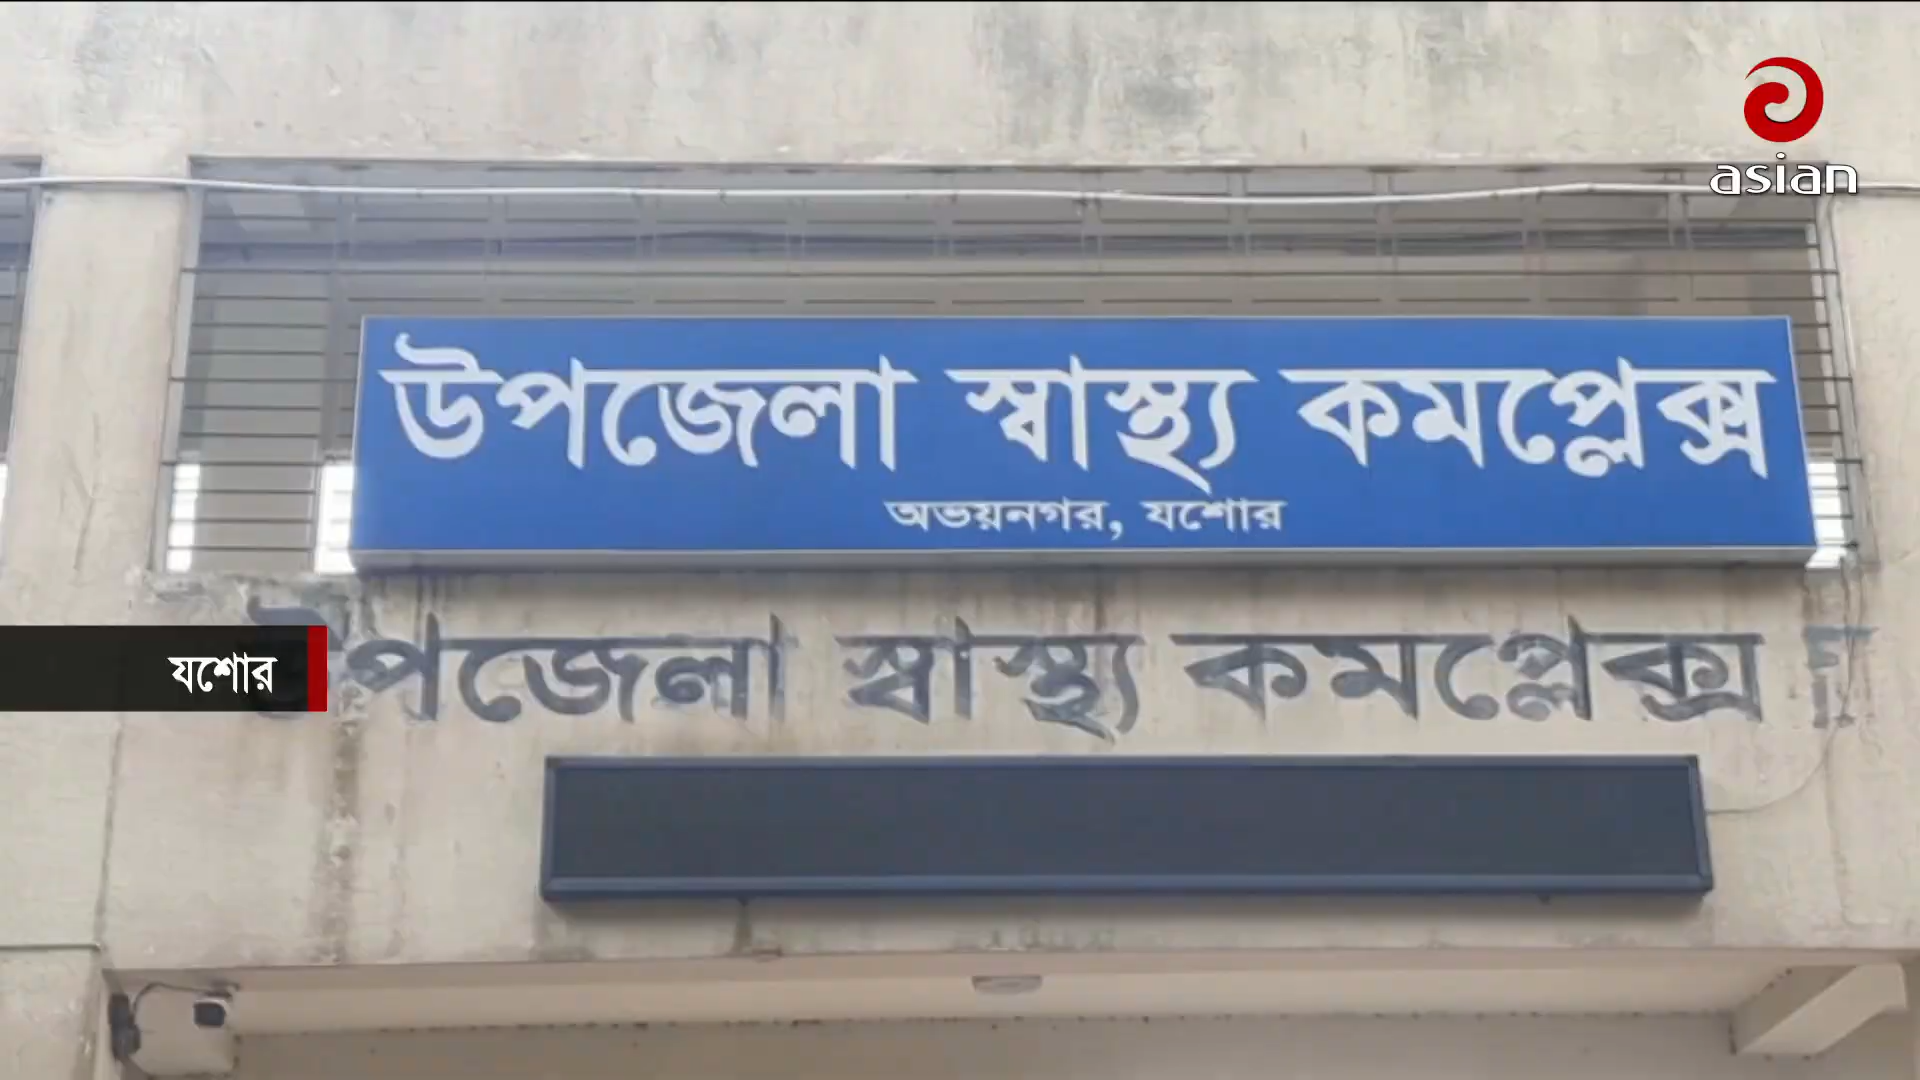 asian
উপজেলা স্বাস্থ্য কমপ্লেক্স
অভয়নগর, যশোর
উপজেলা স্বাস্থ্য কমপ্লেক্স
যশোর